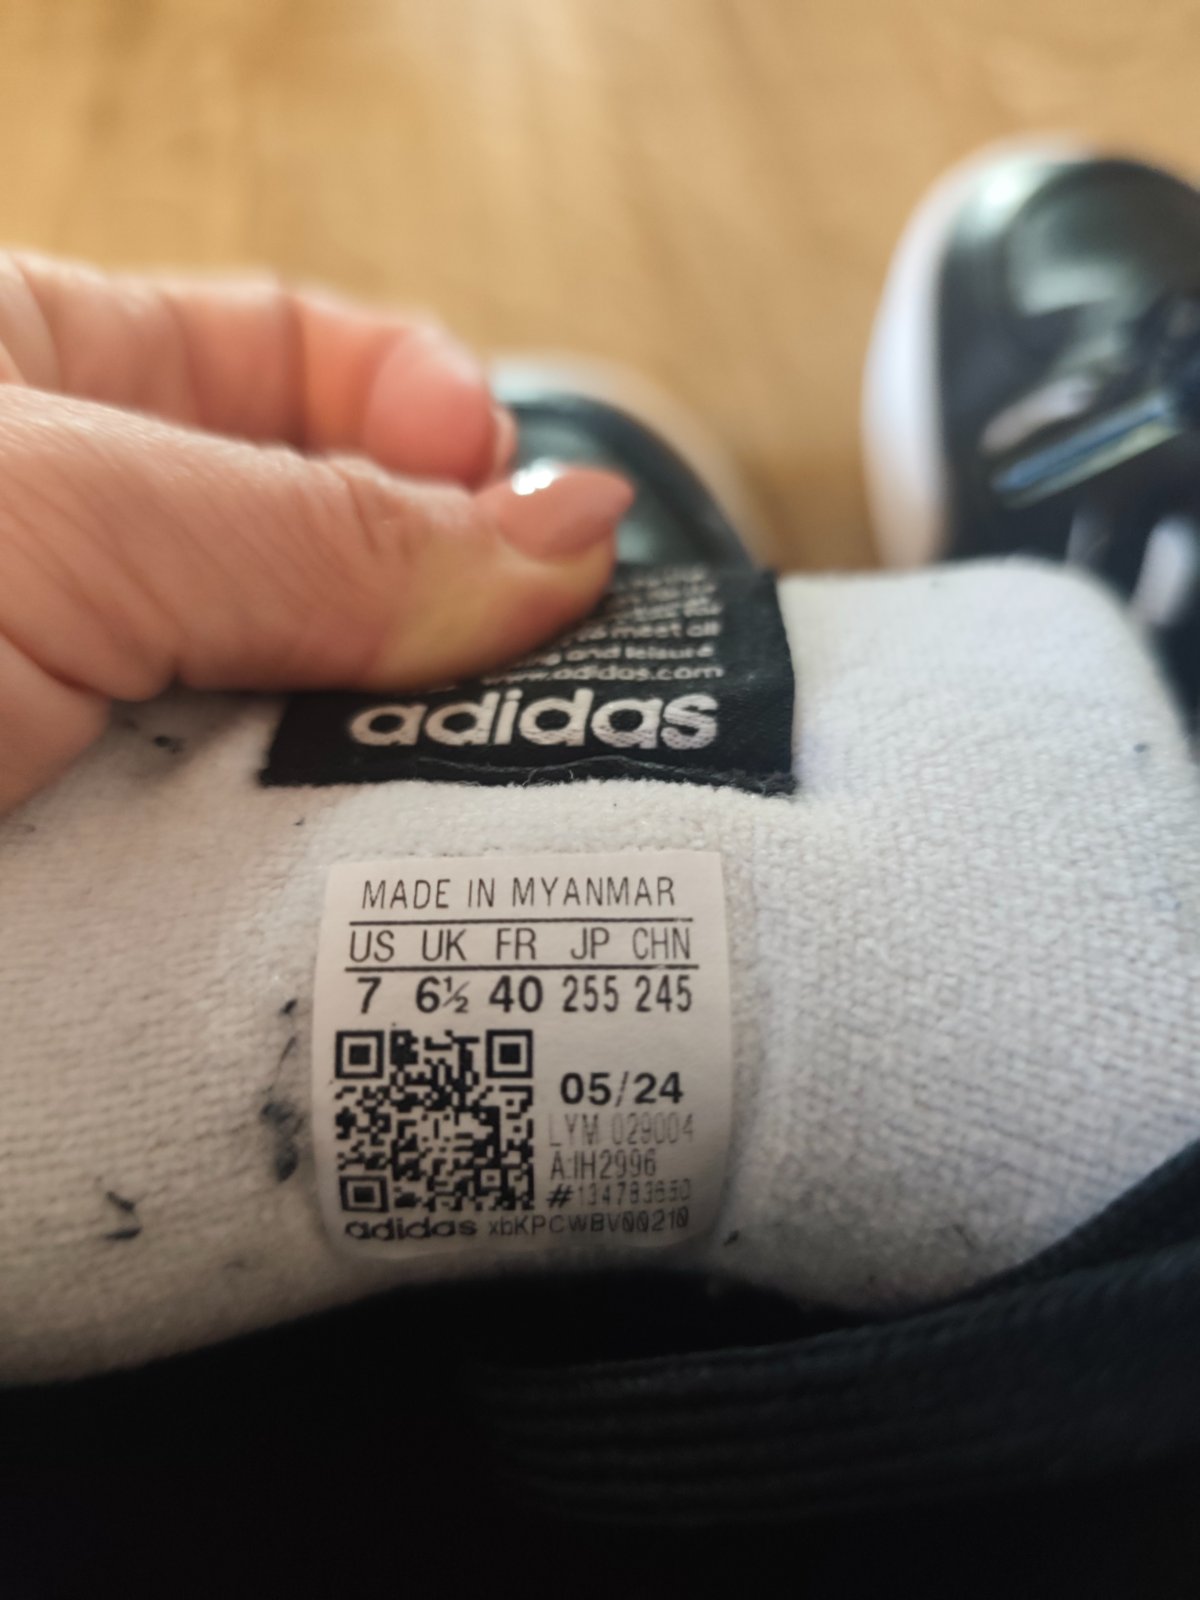 to meet all
and leisure
www.adidas.com
adidas
MADE IN MYANMAR
US UK FR JP CHN
7 6½ 40 255 245
05/24
LYM 029004
A:IH2996
adidas xbKPCWBV00210